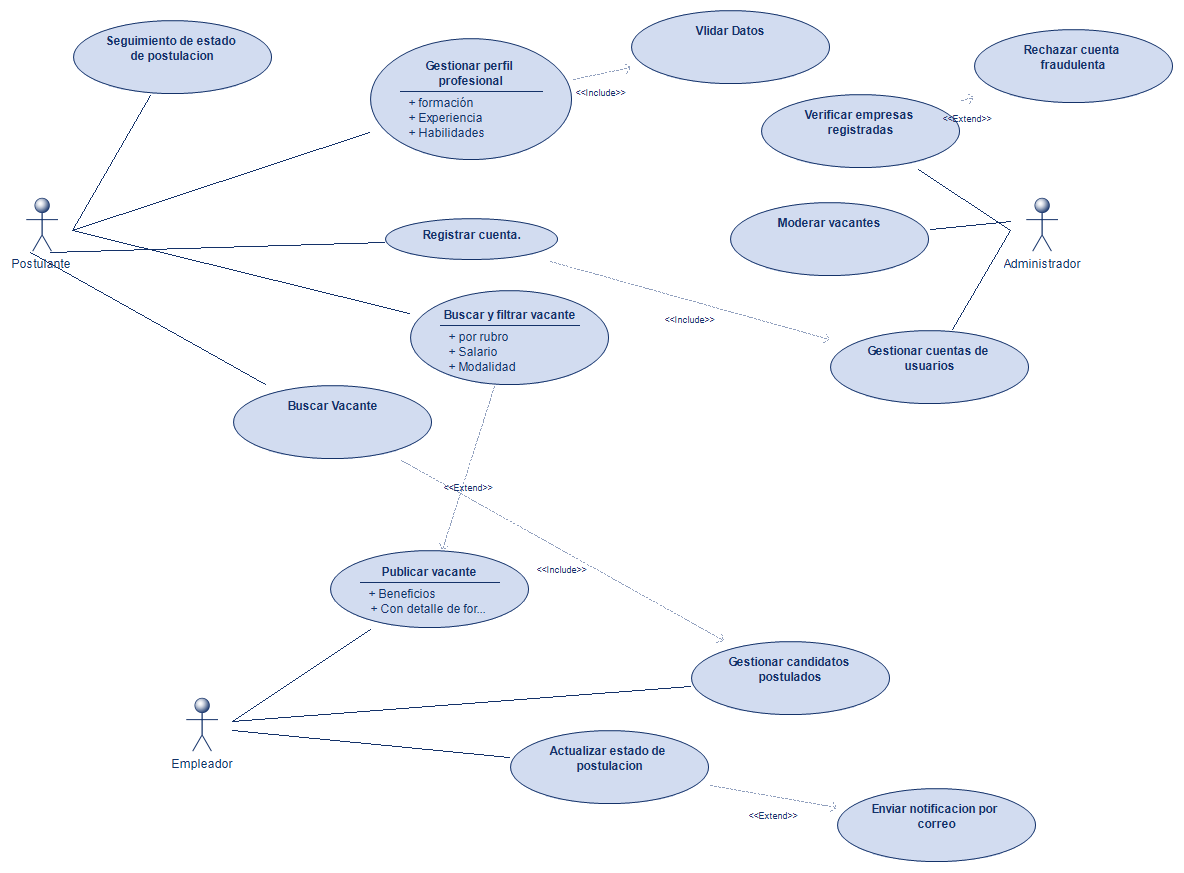 Seguimiento de estado
de postulacion
Gestionar perfil
profesional
+ formación
+ Experiencia
+ Habilidades
<<Include>>
Vlidar Datos
Rechazar cuenta
fraudulenta
<<Extend>>
Verificar empresas
registradas
Moderar vacantes
Administrador
Postulante
Registrar cuenta.
<<Include>>
Gestionar cuentas de
usuarios
Buscar y filtrar vacante
+ por rubro
+ Salario
+ Modalidad
Buscar Vacante
<<Extend>>
<<Include>>
Publicar vacante
+ Beneficios
+ Con detalle de for...
Gestionar candidatos
postulados
Empleador
Actualizar estado de
postulacion
<<Extend>>
Enviar notificacion por
correo